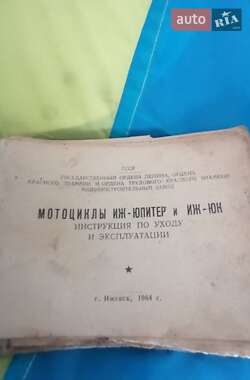 auto.RIA
СССР
ГОСУДАРСТВЕННЫЙ ОРДЕНА ЛЕНИНА, ОРДЕНА
КРАСНОГО ЗНАМЕНИ И ОРДЕНА ТРУДОВОГО КРАСНОГО ЗНАМЕНИ
МАШИНОСТРОИТЕЛЬНЫЙ ЗАВОД
МОТОЦИКЛЫ ИЖ-ЮПИТЕР и ИЖ-ЮК
ИНСТРУКЦИЯ ПО УХОДУ
И ЭКСПЛУАТАЦИИ
г. Ижевск, 1964 г.